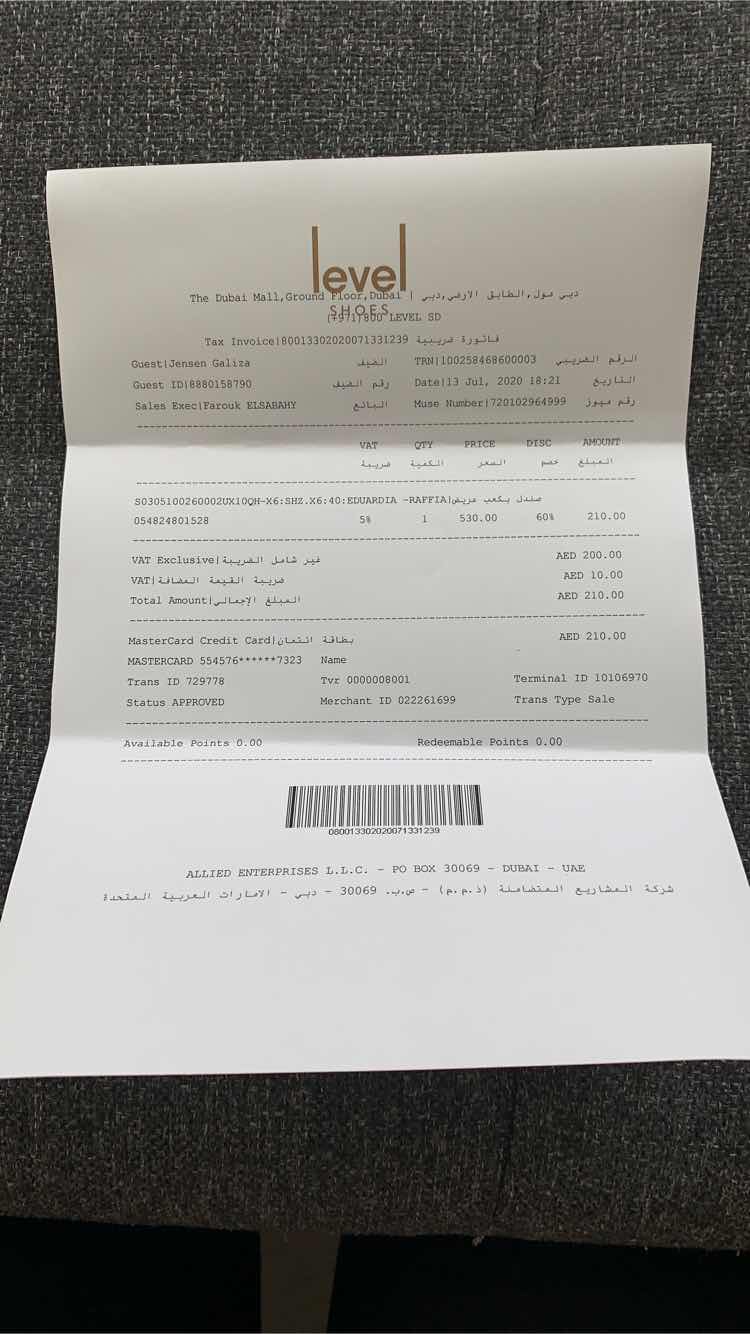 level
SHOES
The Dubai Mall,Ground Floor,Dubai | دبي مول,الطابق الارضي,دبي
(+971)800 LEVEL SD
Tax Invoice|80013302020071331239 فاتورة ضريبية
Guest|Jensen Galiza الضيف TRN|100258468600003 الرقم الضريبي
Guest ID|8880158790 رقم الضيف Date|13 Jul, 2020 18:21 التاريخ
Sales Exec|Farouk ELSABAHY البائع Muse Number|720102964999 رقم ميوز
VAT QTY PRICE DISC AMOUNT
ضريبة الكمية السعر خصم المبلغ
S0305100260002UX10QH-X6:SHZ.X6:40:EDUARDIA -RAFFIA|صندل بكعب عريض
054824801528 5% 1 530.00 60% 210.00
VAT Exclusive|غير شامل الضريبة AED 200.00
VAT|ضريبة القيمة المضافة AED 10.00
Total Amount|المبلغ الإجمالي AED 210.00
MasterCard Credit Card|بطاقة ائتمان AED 210.00
MASTERCARD 554576******7323 Name
Trans ID 729778 Tvr 0000008001 Terminal ID 10106970
Status APPROVED Merchant ID 022261699 Trans Type Sale
Available Points 0.00 Redeemable Points 0.00
080013302020071331239
ALLIED ENTERPRISES L.L.C. - PO BOX 30069 - DUBAI - UAE
شركة المشاريع المتضاملة (ذ.م.م) - ص.ب. 30069 - دبي - الامارات العربية المتحدة